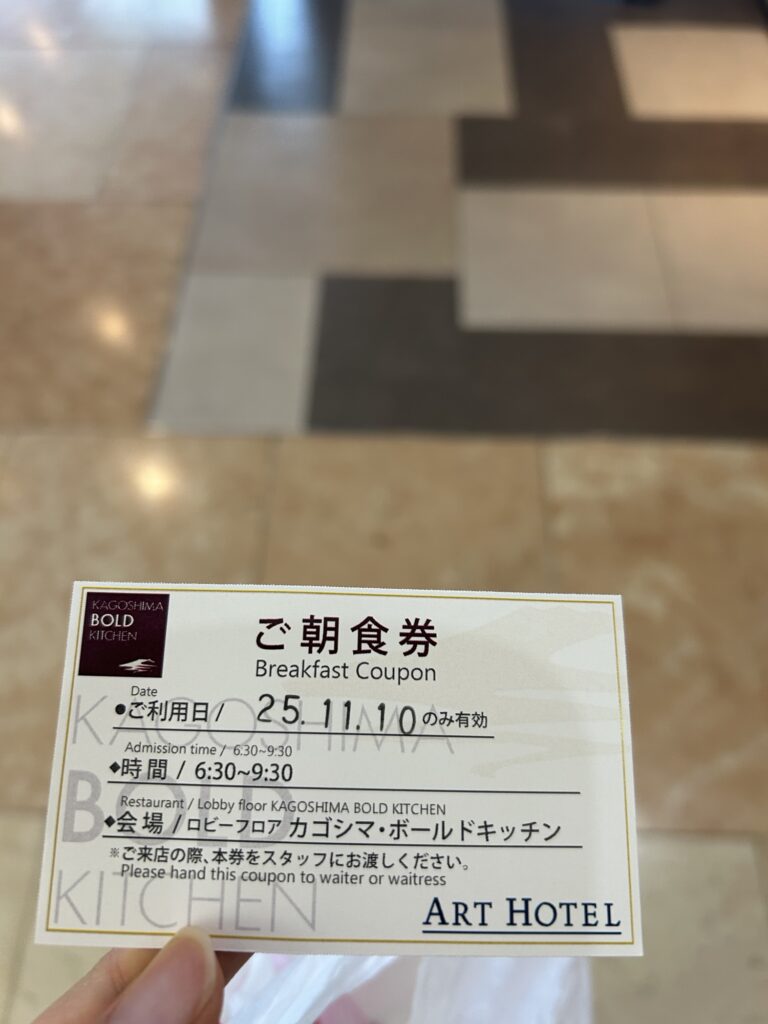 KAGOSHIMA
BOLD
KITCHEN
ご朝食券
Breakfast Coupon
Date
●ご利用日/ 25.11.10のみ有効
Admission time / 6:30~9:30
◆時間 / 6:30~9:30
Restaurant / Lobby floor KAGOSHIMA BOLD KITCHEN
◆会場 /ロビーフロア カゴシマ・ボールドキッチン
※ご来店の際、本券をスタッフにお渡しください。
Please hand this coupon to waiter or waitress
KAGOSHIMA
BOLD
KITCHEN
ART HOTEL